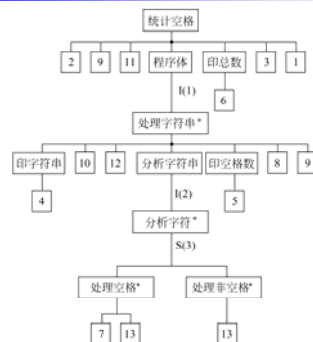 统计空格
2 9 11 程序体 印总数 3 1
I(1)
6
处理字符串*
印字符串 10 12 分析字符串 印空格数 8 9
I(2)
4 5
分析字符*
S(3)
处理空格* 处理非空格*
7 13 13